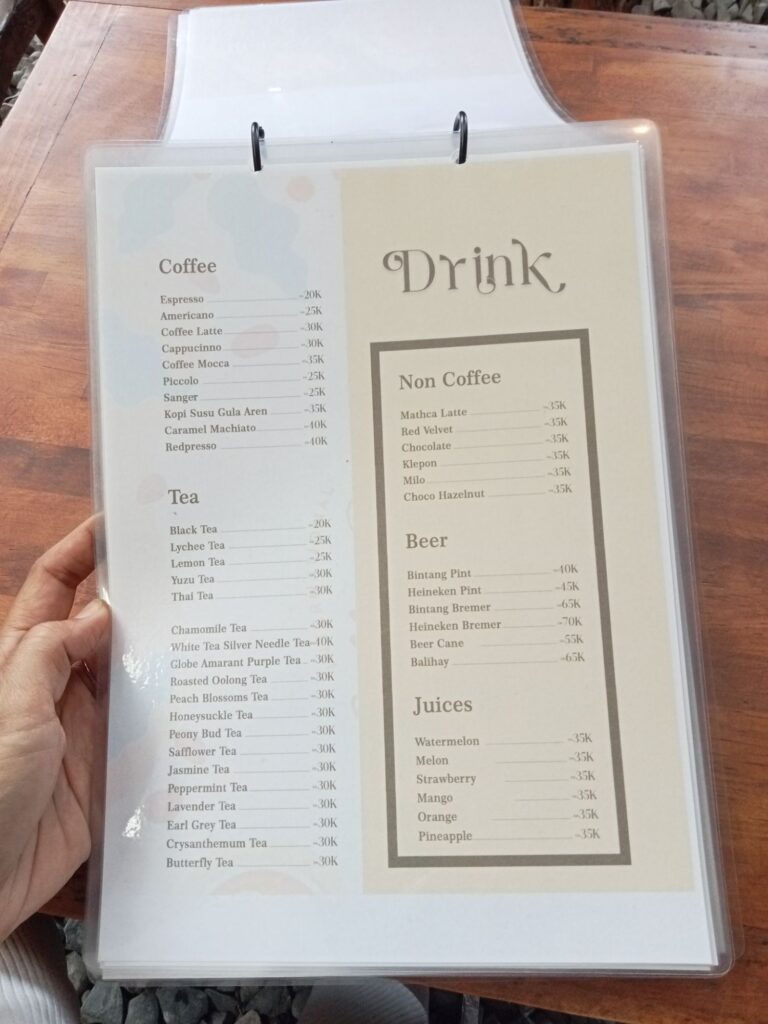 Drink
Coffee
Espresso -20K
Americano -25K
Coffee Latte -30K
Cappucinno -30K
Coffee Mocca -35K
Piccolo -25K
Sanger -25K
Kopi Susu Gula Aren -35K
Caramel Machiato -40K
Redpresso -40K
Tea
Black Tea -20K
Lychee Tea -25K
Lemon Tea -25K
Yuzu Tea -30K
Thai Tea -30K
Chamomile Tea -30K
White Tea Silver Needle Tea -40K
Globe Amarant Purple Tea -30K
Roasted Oolong Tea -30K
Peach Blossoms Tea -30K
Honeysuckle Tea -30K
Peony Bud Tea -30K
Safflower Tea -30K
Jasmine Tea -30K
Peppermint Tea -30K
Lavender Tea -30K
Earl Grey Tea -30K
Crysanthemum Tea -30K
Butterfly Tea -30K
Non Coffee
Mathca Latte -35K
Red Velvet -35K
Chocolate -35K
Klepon -35K
Milo -35K
Choco Hazelnut -35K
Beer
Bintang Pint -40K
Heineken Pint -45K
Bintang Bremer -65K
Heineken Bremer -70K
Beer Cane -55K
Balihay -65K
Juices
Watermelon -35K
Melon -35K
Strawberry -35K
Mango -35K
Orange -35K
Pineapple -35K